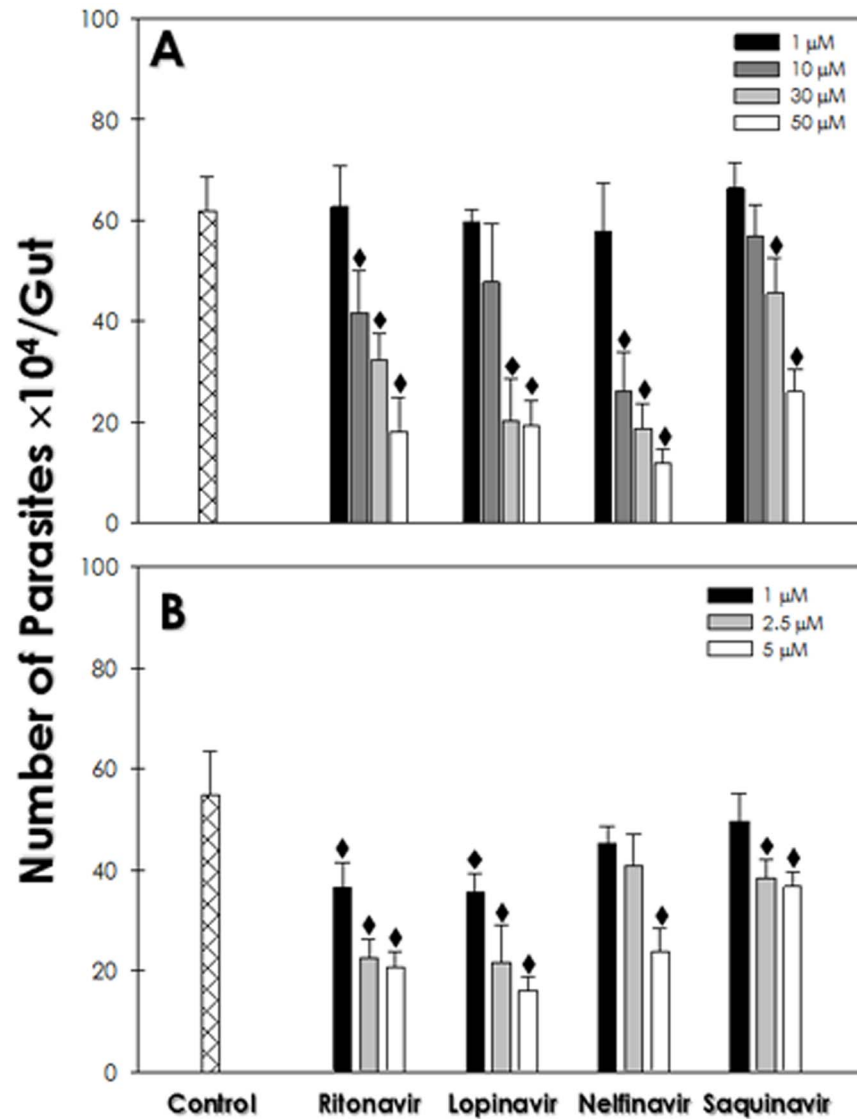 Number of Parasites ×10⁴/Gut
A
100
80
60
40
20
0
1 µM
10 µM
30 µM
50 µM
B
100
80
60
40
20
0
1 µM
2.5 µM
5 µM
Control Ritonavir Lopinavir Nelfinavir Saquinavir